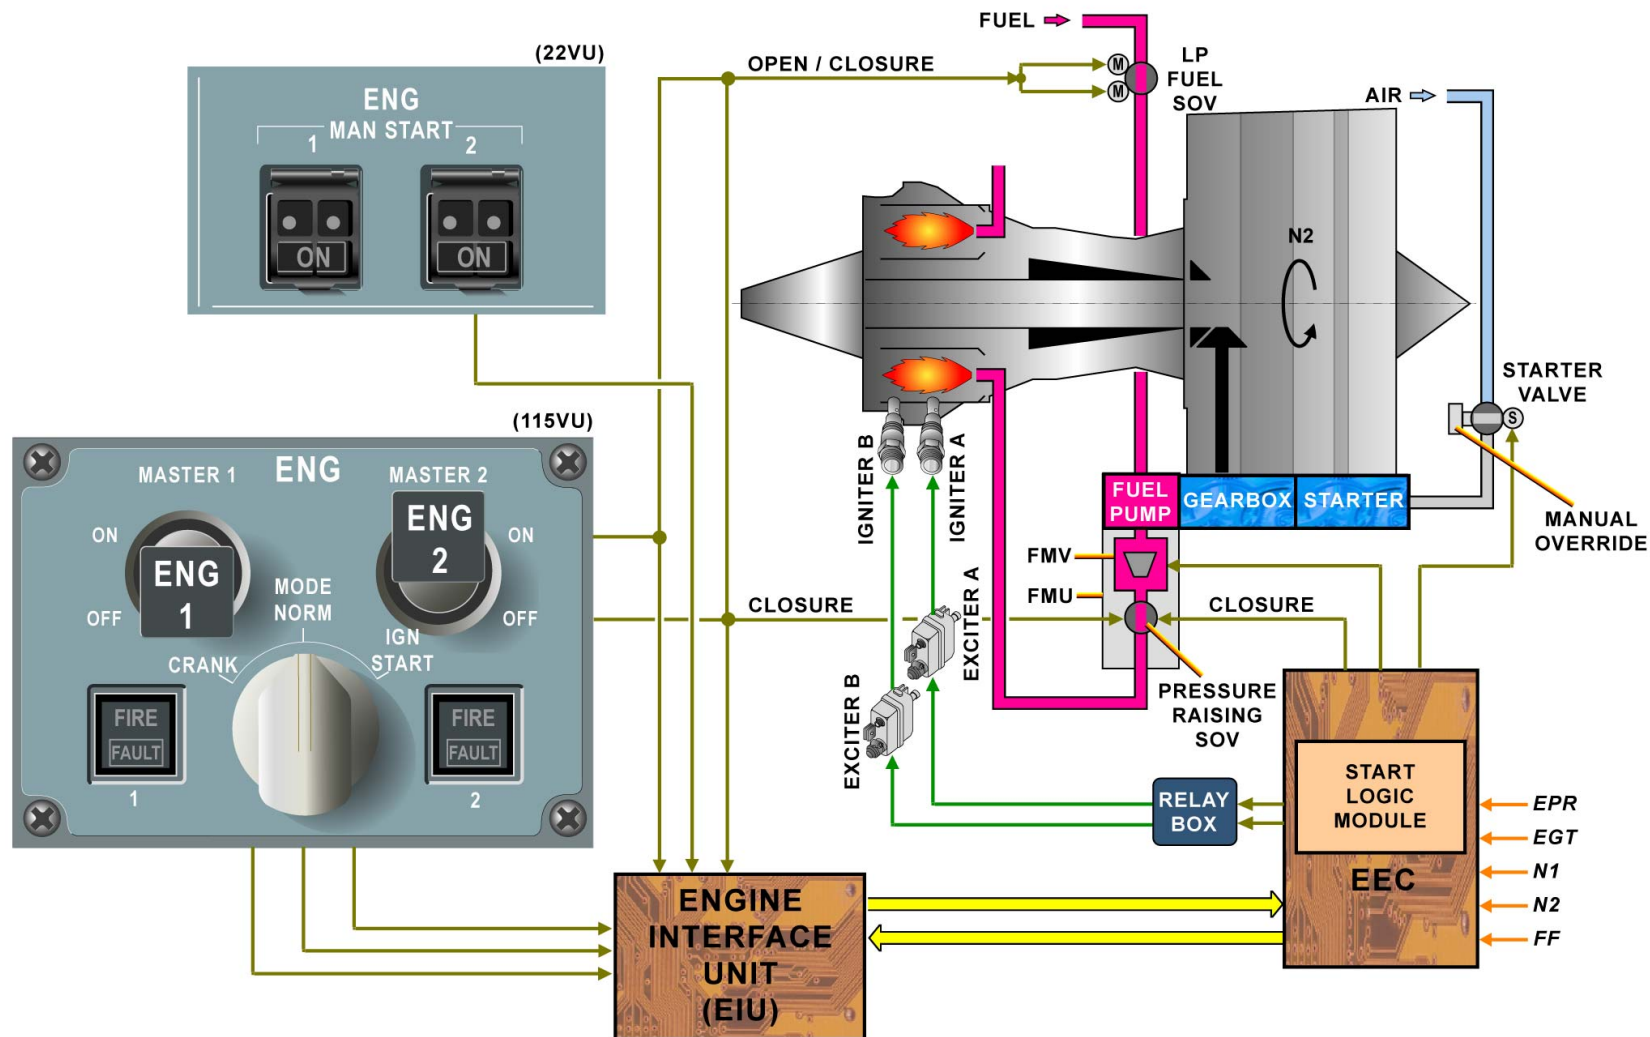 (22VU)
ENG
MAN START
1 2
ON ON
(115VU)
MASTER 1 ENG MASTER 2
ENG
1
ENG
2
ON
OFF
ON
OFF
MODE
NORM
CRANK
IGN
START
FIRE
FAULT
1
FIRE
FAULT
2
FUEL
OPEN / CLOSURE
M
M
LP
FUEL
SOV
AIR
N2
STARTER
VALVE
S
MANUAL
OVERRIDE
IGNITER B
IGNITER A
FUEL
PUMP
GEARBOX
STARTER
FMV
FMU
CLOSURE
CLOSURE
EXCITER A
EXCITER B
PRESSURE
RAISING
SOV
RELAY
BOX
START
LOGIC
MODULE
EEC
EPR
EGT
N1
N2
FF
ENGINE
INTERFACE
UNIT
(EIU)